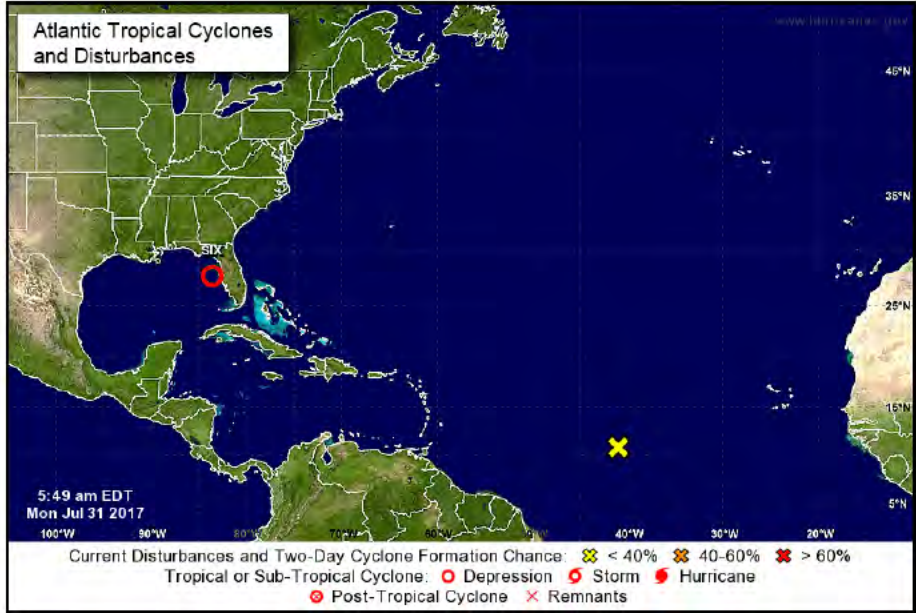 Atlantic Tropical Cyclones
and Disturbances
www.hurricanes.gov
45°N
35°N
SIX
25°N
15°N
5:49 am EDT
Mon Jul 31 2017
5°N
100°W 90°W 80°W 70°W 60°W 50°W 40°W 30°W 20°W
Current Disturbances and Two-Day Cyclone Formation Chance: < 40% 40-60% > 60%
Tropical or Sub-Tropical Cyclone: Depression Storm Hurricane
Post-Tropical Cyclone Remnants